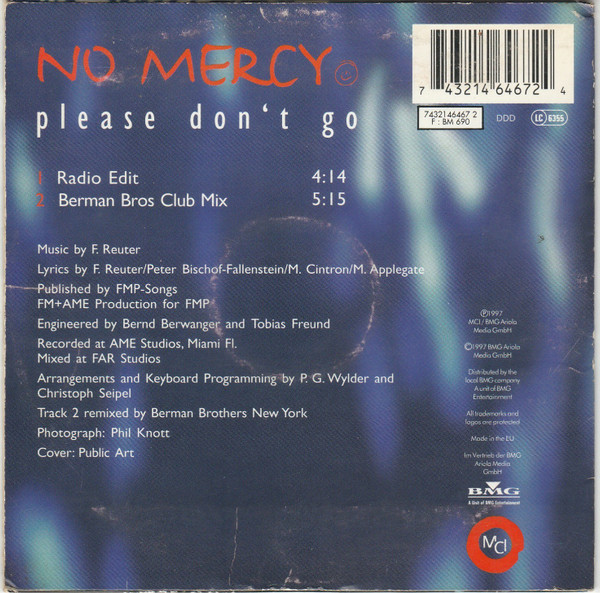 NO MERCY
please don't go
7 43214 64672 4
7432146467 2
F: BM 690
DDD
LC 6355
1 Radio Edit 4:14
2 Berman Bros Club Mix 5:15
Music by F. Reuter
Lyrics by F. Reuter/Peter Bischof-Fallenstein/M. Cintron/M. Applegate
Published by FMP-Songs
FM+AME Production for FMP
Engineered by Bernd Berwanger and Tobias Freund
Recorded at AME Studios, Miami Fl.
Mixed at FAR Studios
Arrangements and Keyboard Programming by P. G. Wylder and
Christoph Seipel
Track 2 remixed by Berman Brothers New York
Photograph: Phil Knott
Cover: Public Art
℗1997
MCI / BMG Ariola
Media GmbH
©1997 BMG Ariola
Media GmbH
Distributed by the
local BMG company
A unit of BMG
Entertainment
All trademarks and
logos are protected
Made in the EU
Im Vertrieb der BMG
Ariola Media
GmbH
BMG
A Unit of BMG Entertainment
MCI